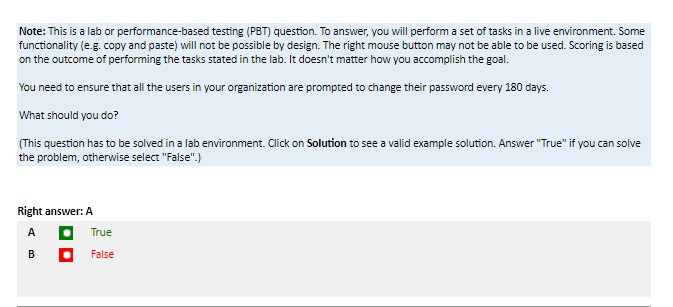 Note: This is a lab or performance-based testing (PBT) question. To answer, you will perform a set of tasks in a live environment. Some
functionality (e.g. copy and paste) will not be possible by design. The right mouse button may not be able to be used. Scoring is based
on the outcome of performing the tasks stated in the lab. It doesn't matter how you accomplish the goal.
You need to ensure that all the users in your organization are prompted to change their password every 180 days.
What should you do?
(This question has to be solved in a lab environment. Click on Solution to see a valid example solution. Answer "True" if you can solve
the problem, otherwise select "False".)
Right answer: A
A True
B False